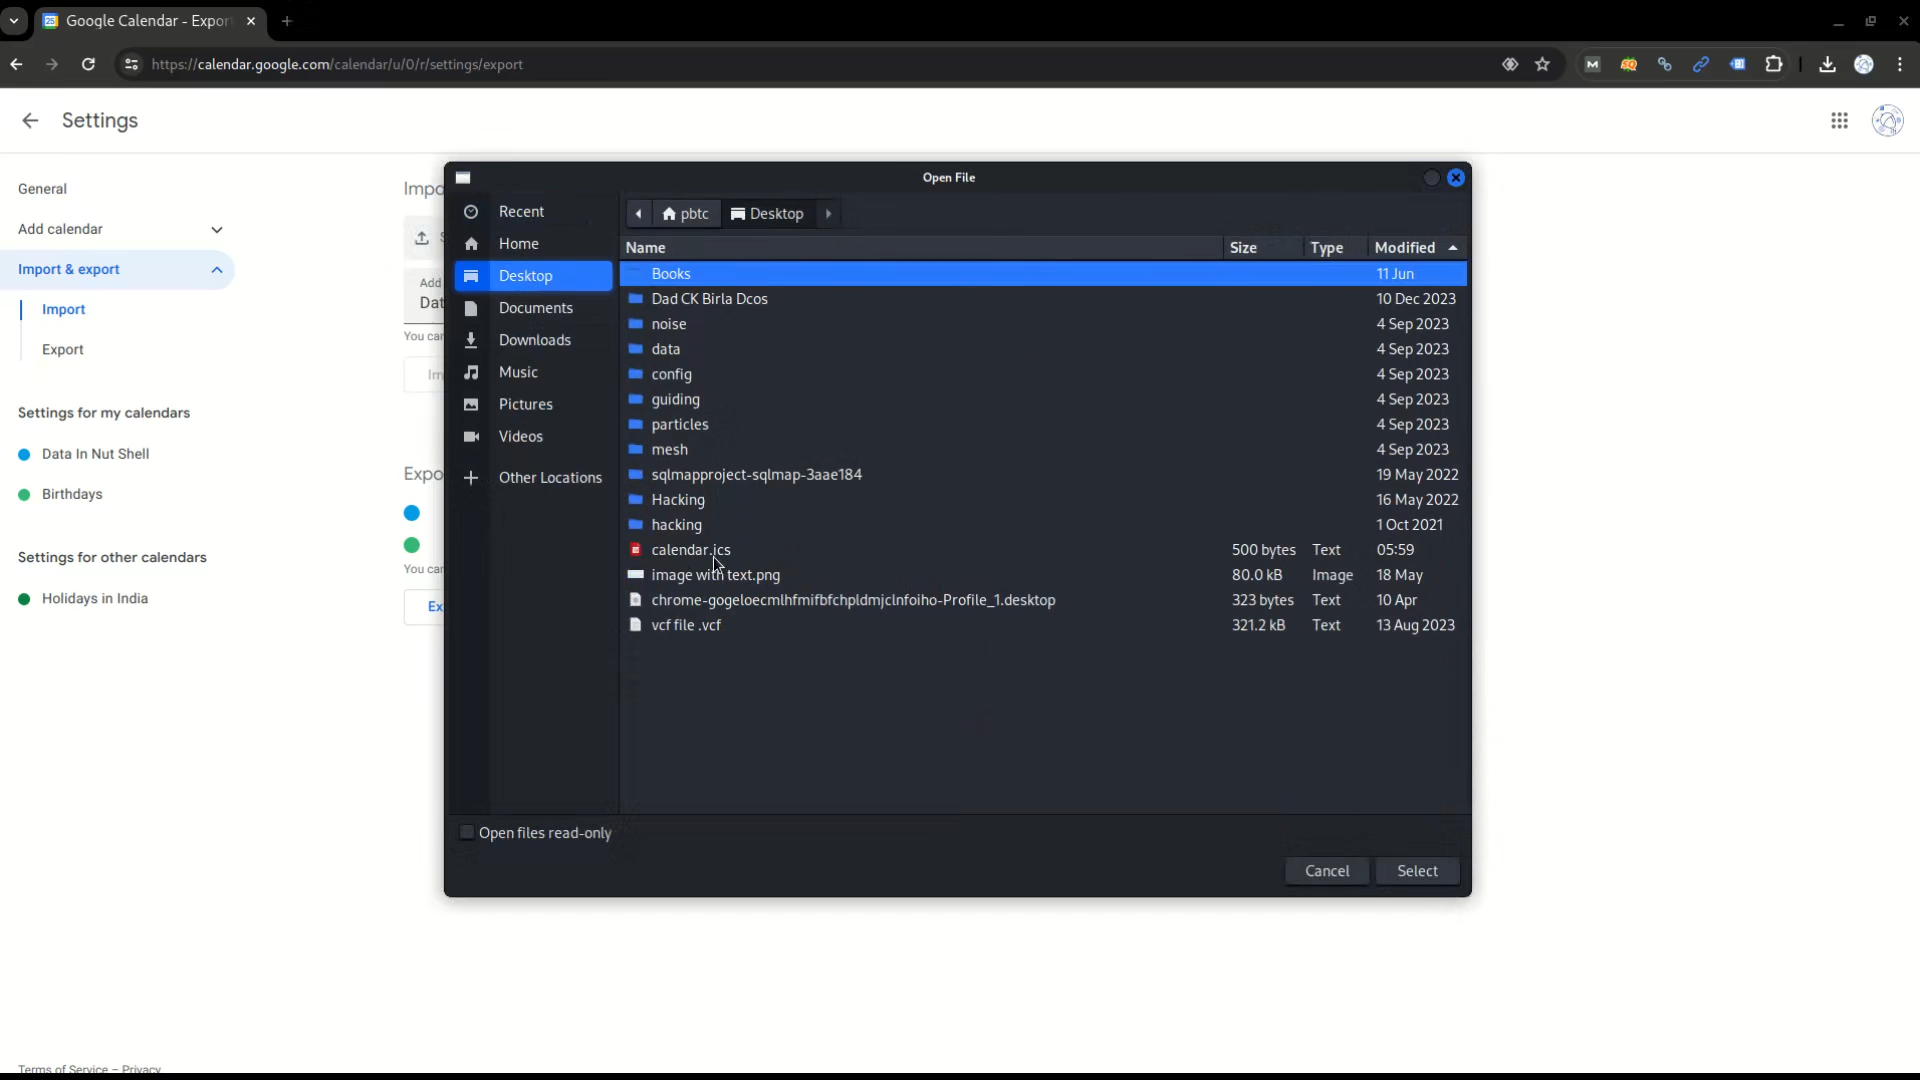 Google Calendar - Expor
https://calendar.google.com/calendar/u/0/r/settings/export
Settings
General
Add calendar
Import & export
Import
Export
Settings for my calendars
Data In Nut Shell
Birthdays
Settings for other calendars
Holidays in India
Terms of Service – Privacy
Impo
Add
Dat
You can
Im
Expo
You can
Ex
Open File
Recent
Home
Desktop
Documents
Downloads
Music
Pictures
Videos
Other Locations
pbtc Desktop
Name Size Type Modified
Books 11 Jun
Dad CK Birla Dcos 10 Dec 2023
noise 4 Sep 2023
data 4 Sep 2023
config 4 Sep 2023
guiding 4 Sep 2023
particles 4 Sep 2023
mesh 4 Sep 2023
sqlmapproject-sqlmap-3aae184 19 May 2022
Hacking 16 May 2022
hacking 1 Oct 2021
calendar.ics 500 bytes Text 05:59
image with text.png 80.0 kB Image 18 May
chrome-gogeloecmlhfmifbfchpldmjclnfoiho-Profile_1.desktop 323 bytes Text 10 Apr
vcf file .vcf 321.2 kB Text 13 Aug 2023
Open files read-only
Cancel Select